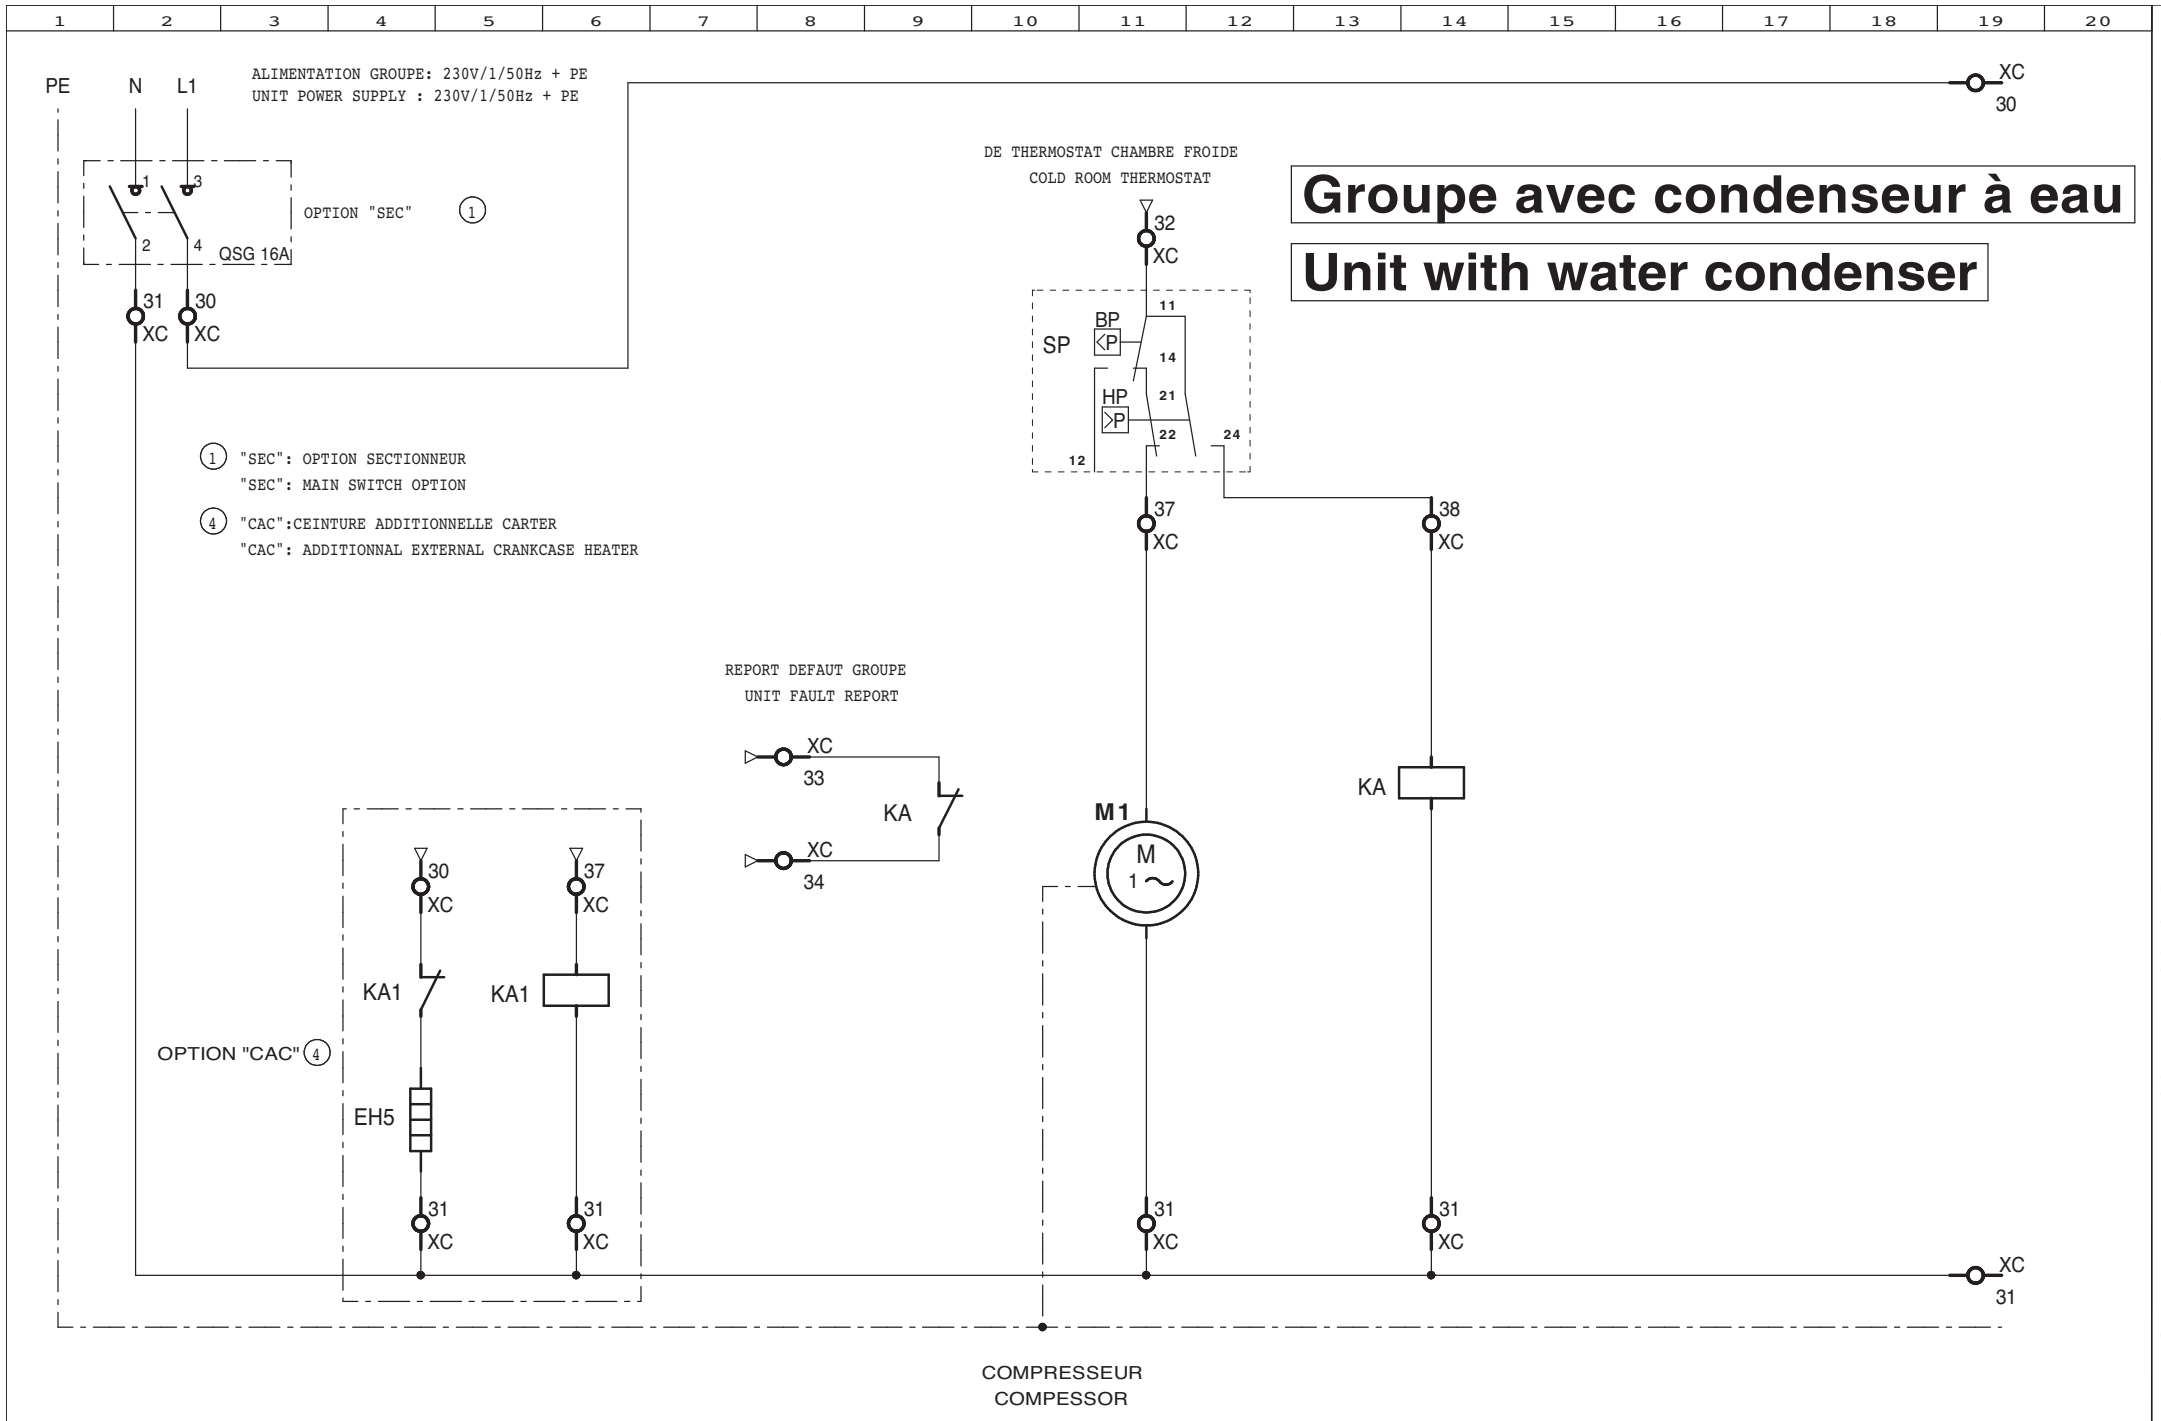 1 2 3 4 5 6 7 8 9 10 11 12 13 14 15 16 17 18 19 20
PE N L1
ALIMENTATION GROUPE: 230V/1/50Hz + PE
UNIT POWER SUPPLY : 230V/1/50Hz + PE
XC
30
DE THERMOSTAT CHAMBRE FROIDE
COLD ROOM THERMOSTAT
Groupe avec condenseur à eau
Unit with water condenser
1 3
OPTION "SEC" 1
2 4
QSG 16A
31 30
XC XC
32
XC
11
BP
<P
SP
14
HP
21
>P
22 24
12
1 "SEC": OPTION SECTIONNEUR
"SEC": MAIN SWITCH OPTION
4 "CAC":CEINTURE ADDITIONNELLE CARTER
"CAC": ADDITIONNAL EXTERNAL CRANKCASE HEATER
37 38
XC XC
REPORT DEFAUT GROUPE
UNIT FAULT REPORT
XC
33
KA
XC
34
KA
M1
M
1
30 37
XC XC
KA1 KA1
OPTION "CAC" 4
EH5
31 31 31 31
XC XC XC XC
XC
31
COMPRESSEUR
COMPESSOR